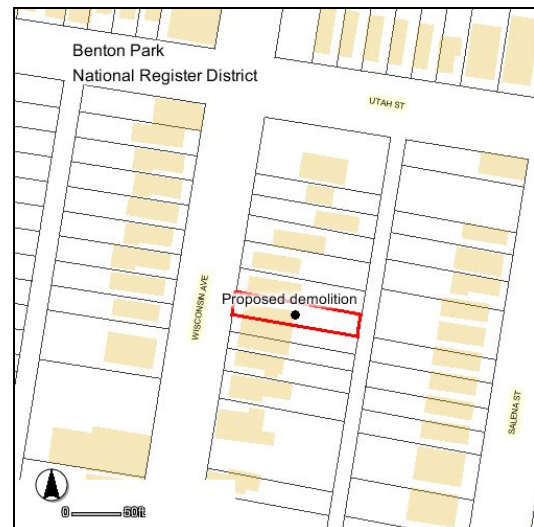 Benton Park
National Register District
UTAH ST
Proposed demolition
WISCONSIN AVE
SALENA ST
0 50ft